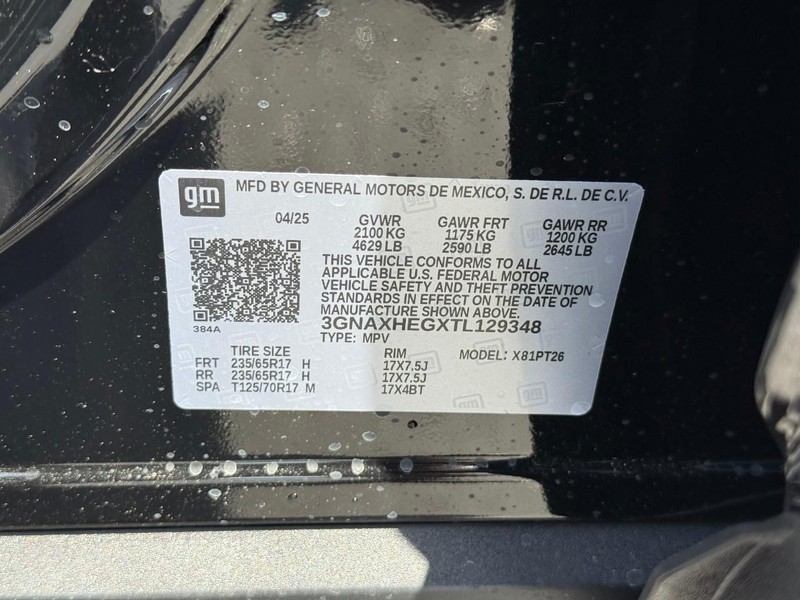 gm MFD BY GENERAL MOTORS DE MEXICO, S. DE R.L. DE C.V.
04/25 GVWR GAWR FRT GAWR RR
2100 KG 1175 KG 1200 KG
4629 LB 2590 LB 2645 LB
THIS VEHICLE CONFORMS TO ALL
APPLICABLE U.S. FEDERAL MOTOR
VEHICLE SAFETY AND THEFT PREVENTION
STANDARDS IN EFFECT ON THE DATE OF
MANUFACTURE SHOWN ABOVE.
384A 3GNAXHEGXTL129348
TYPE: MPV
TIRE SIZE RIM MODEL: X81PT26
FRT 235/65R17 H 17X7.5J
RR 235/65R17 H 17X7.5J
SPA T125/70R17 M 17X4BT